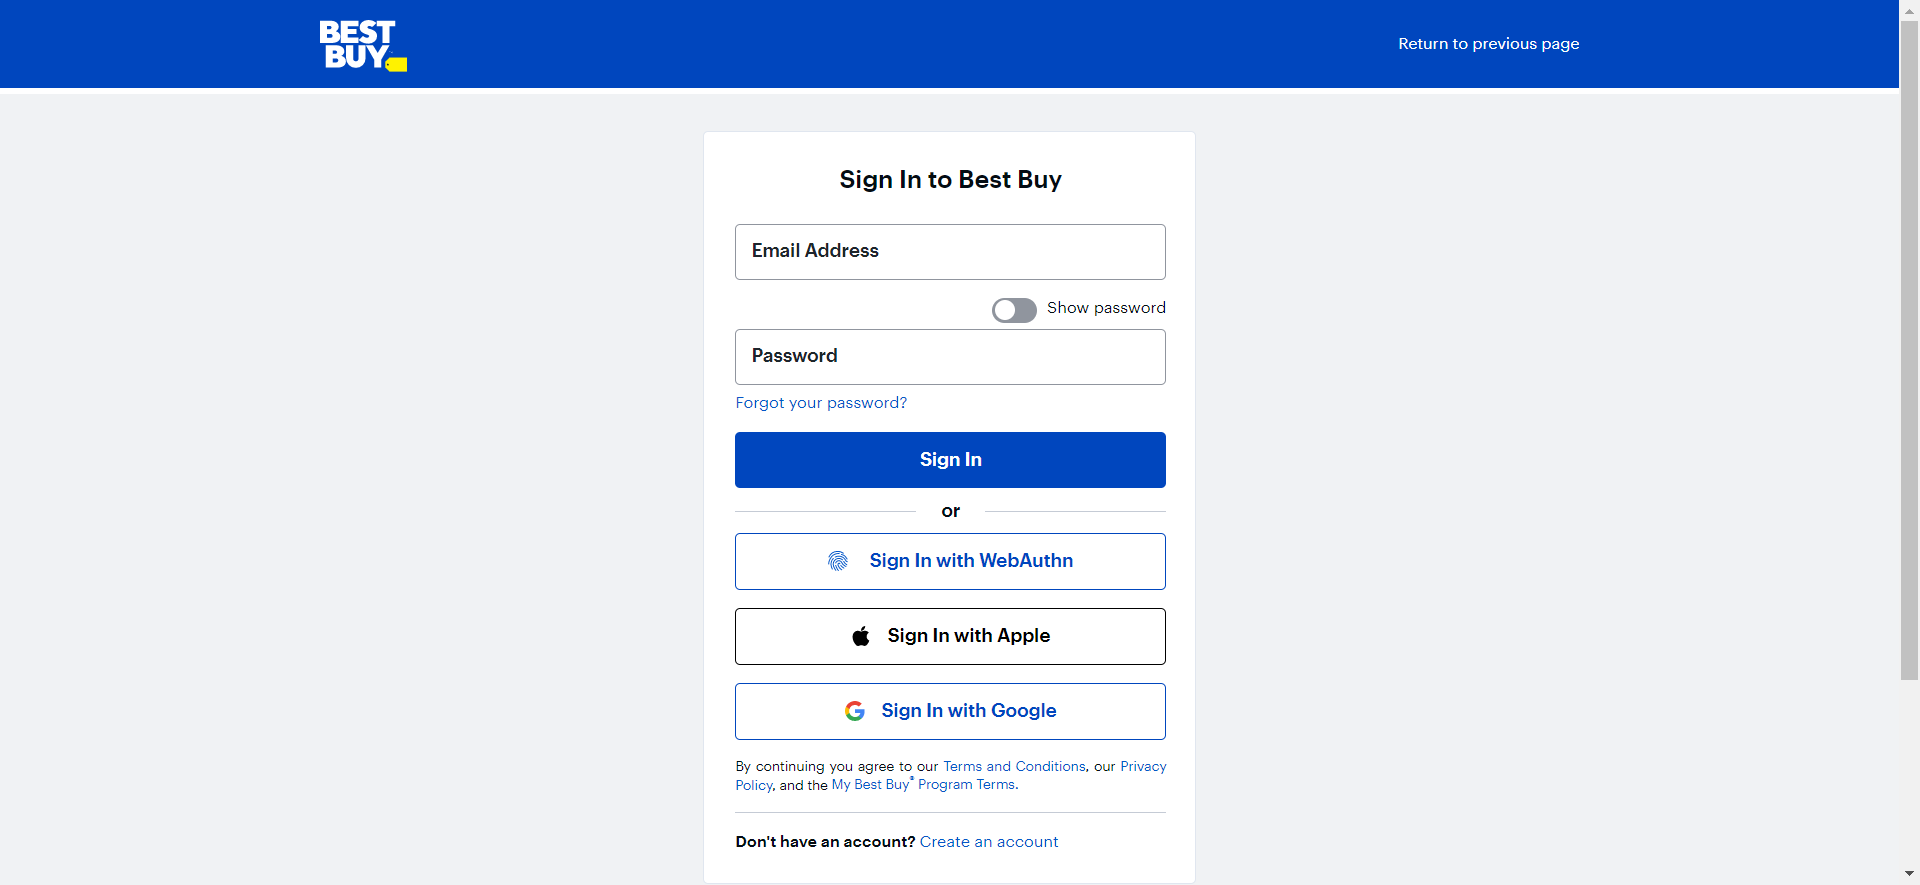 BEST
BUY
Return to previous page
Sign In to Best Buy
Email Address
Show password
Password
Forgot your password?
Sign In
or
Sign In with WebAuthn
Sign In with Apple
Sign In with Google
By continuing you agree to our Terms and Conditions, our Privacy
Policy, and the My Best Buy® Program Terms.
Don't have an account? Create an account